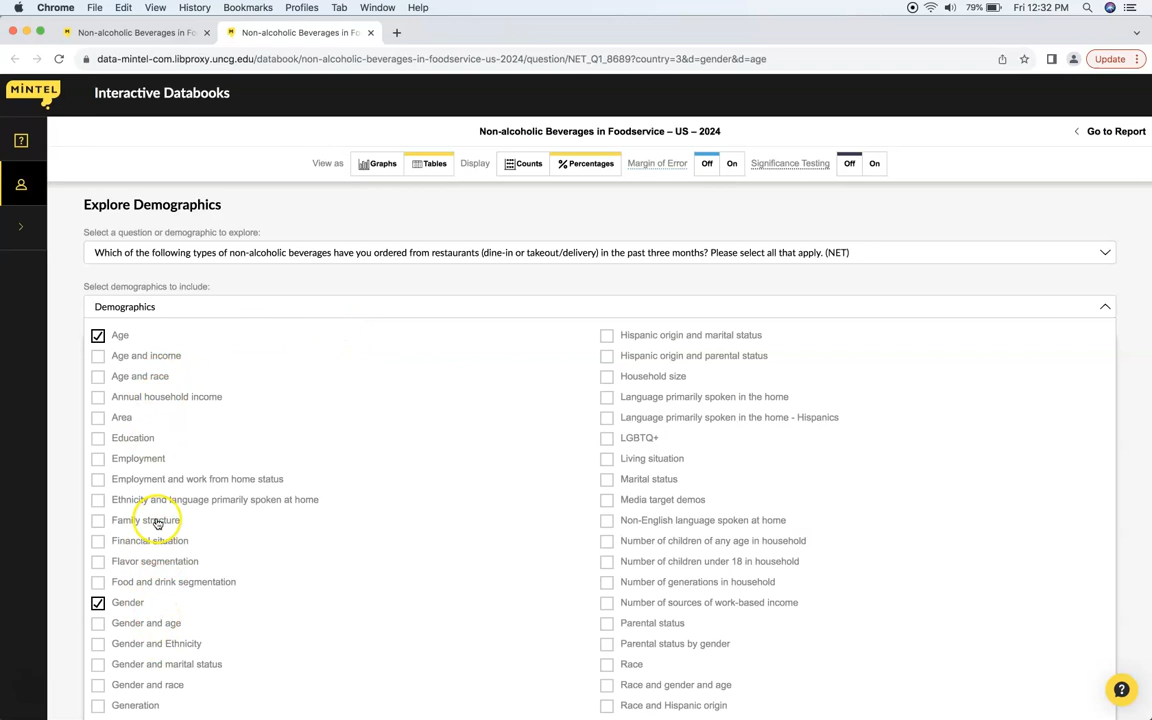 Chrome File Edit View History Bookmarks Profiles Tab Window Help 79% Fri 12:32 PM
Non-alcoholic Beverages in Fo Non-alcoholic Beverages in Fo
data-mintel-com.libproxy.uncg.edu/databook/non-alcoholic-beverages-in-foodservice-us-2024/question/NET_Q1_8689?country=3&d=gender&d=age Update
MINTEL Interactive Databooks
Non-alcoholic Beverages in Foodservice – US – 2024 Go to Report
View as Graphs Tables Display Counts % Percentages Margin of Error Off On Significance Testing Off On
Explore Demographics
Select a question or demographic to explore:
Which of the following types of non-alcoholic beverages have you ordered from restaurants (dine-in or takeout/delivery) in the past three months? Please select all that apply. (NET)
Select demographics to include:
Demographics
Age
Age and income
Age and race
Annual household income
Area
Education
Employment
Employment and work from home status
Ethnicity and language primarily spoken at home
Family structure
Financial situation
Flavor segmentation
Food and drink segmentation
Gender
Gender and age
Gender and Ethnicity
Gender and marital status
Gender and race
Generation
Hispanic origin and marital status
Hispanic origin and parental status
Household size
Language primarily spoken in the home
Language primarily spoken in the home - Hispanics
LGBTQ+
Living situation
Marital status
Media target demos
Non-English language spoken at home
Number of children of any age in household
Number of children under 18 in household
Number of generations in household
Number of sources of work-based income
Parental status
Parental status by gender
Race
Race and gender and age
Race and Hispanic origin